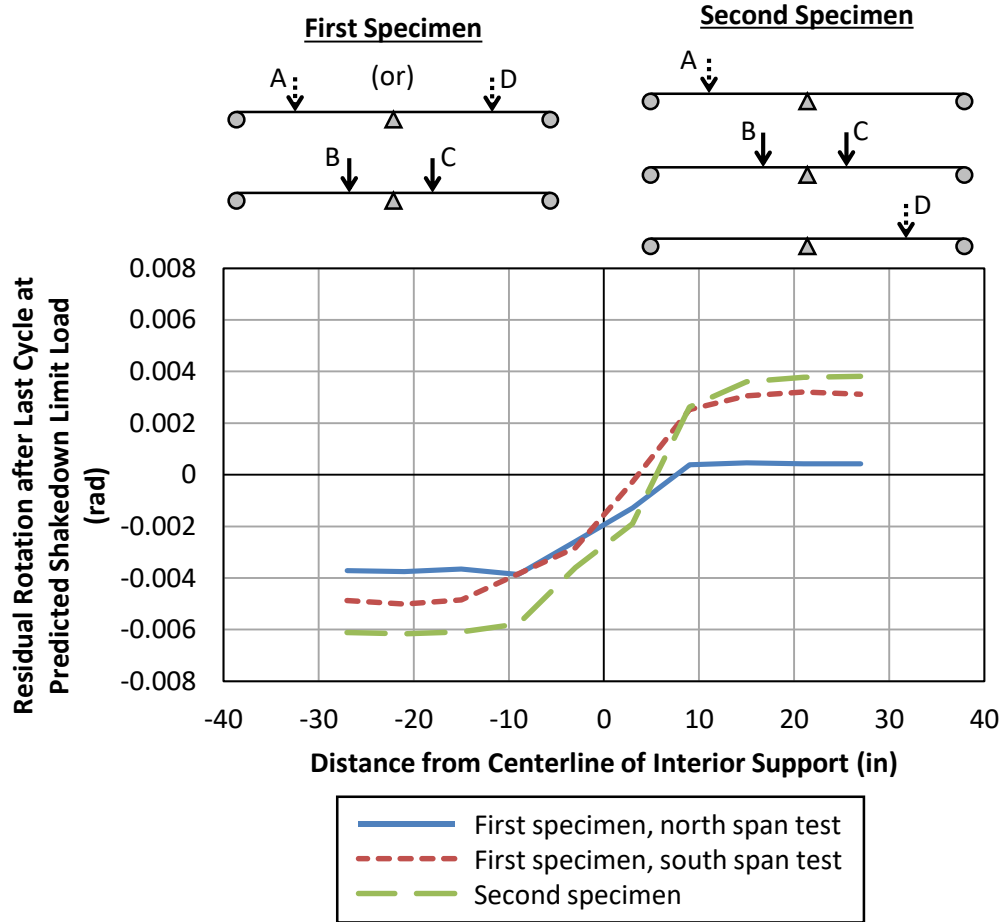 First Specimen
Second Specimen
A
(or)
D
B
C
A
B
C
D
Residual Rotation after Last Cycle at
Predicted Shakedown Limit Load
(rad)
0.008
0.006
0.004
0.002
0
-0.002
-0.004
-0.006
-0.008
-40
-30
-20
-10
0
10
20
30
40
Distance from Centerline of Interior Support (in)
First specimen, north span test
First specimen, south span test
Second specimen